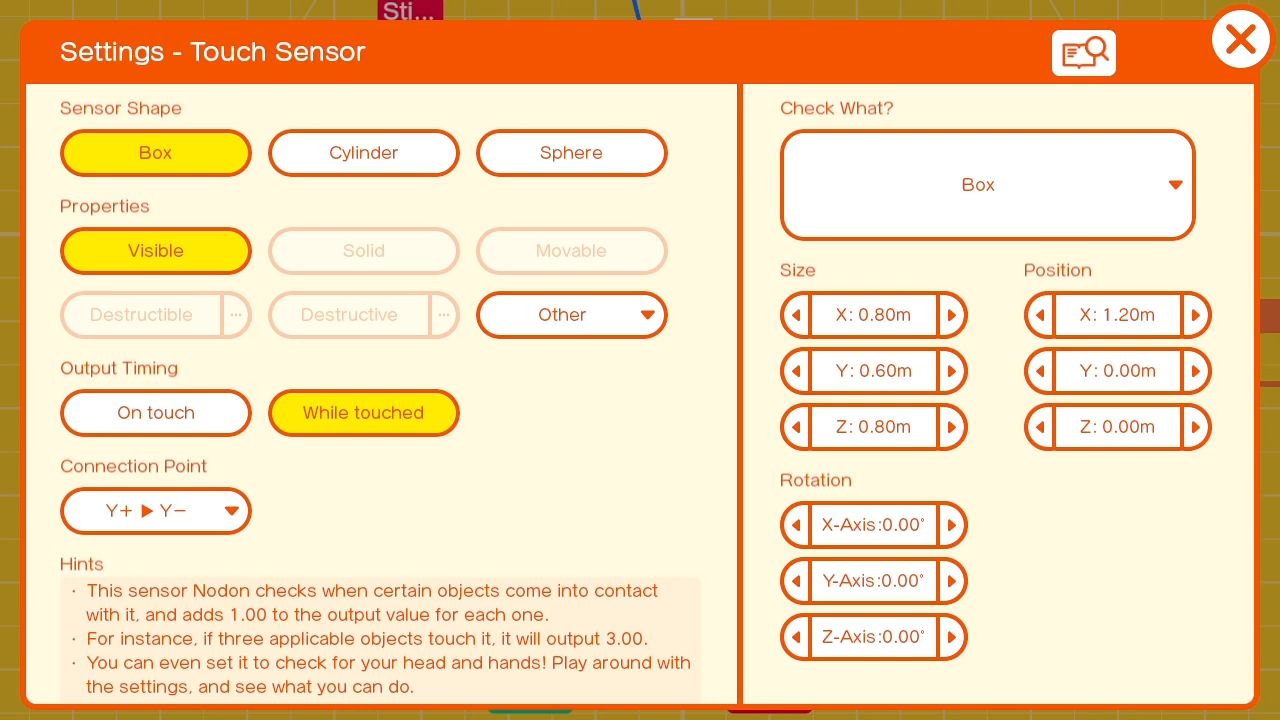 Sti...
Settings - Touch Sensor
Sensor Shape
Box
Cylinder
Sphere
Properties
Visible
Solid
Movable
Destructible
...
Destructive
...
Other
Output Timing
On touch
While touched
Connection Point
Y+ ▶ Y−
Hints
· This sensor Nodon checks when certain objects come into contact
with it, and adds 1.00 to the output value for each one.
· For instance, if three applicable objects touch it, it will output 3.00.
· You can even set it to check for your head and hands! Play around with
the settings, and see what you can do.
Check What?
Box
Size
X: 0.80m
Y: 0.60m
Z: 0.80m
Position
X: 1.20m
Y: 0.00m
Z: 0.00m
Rotation
X-Axis:0.00°
Y-Axis:0.00°
Z-Axis:0.00°